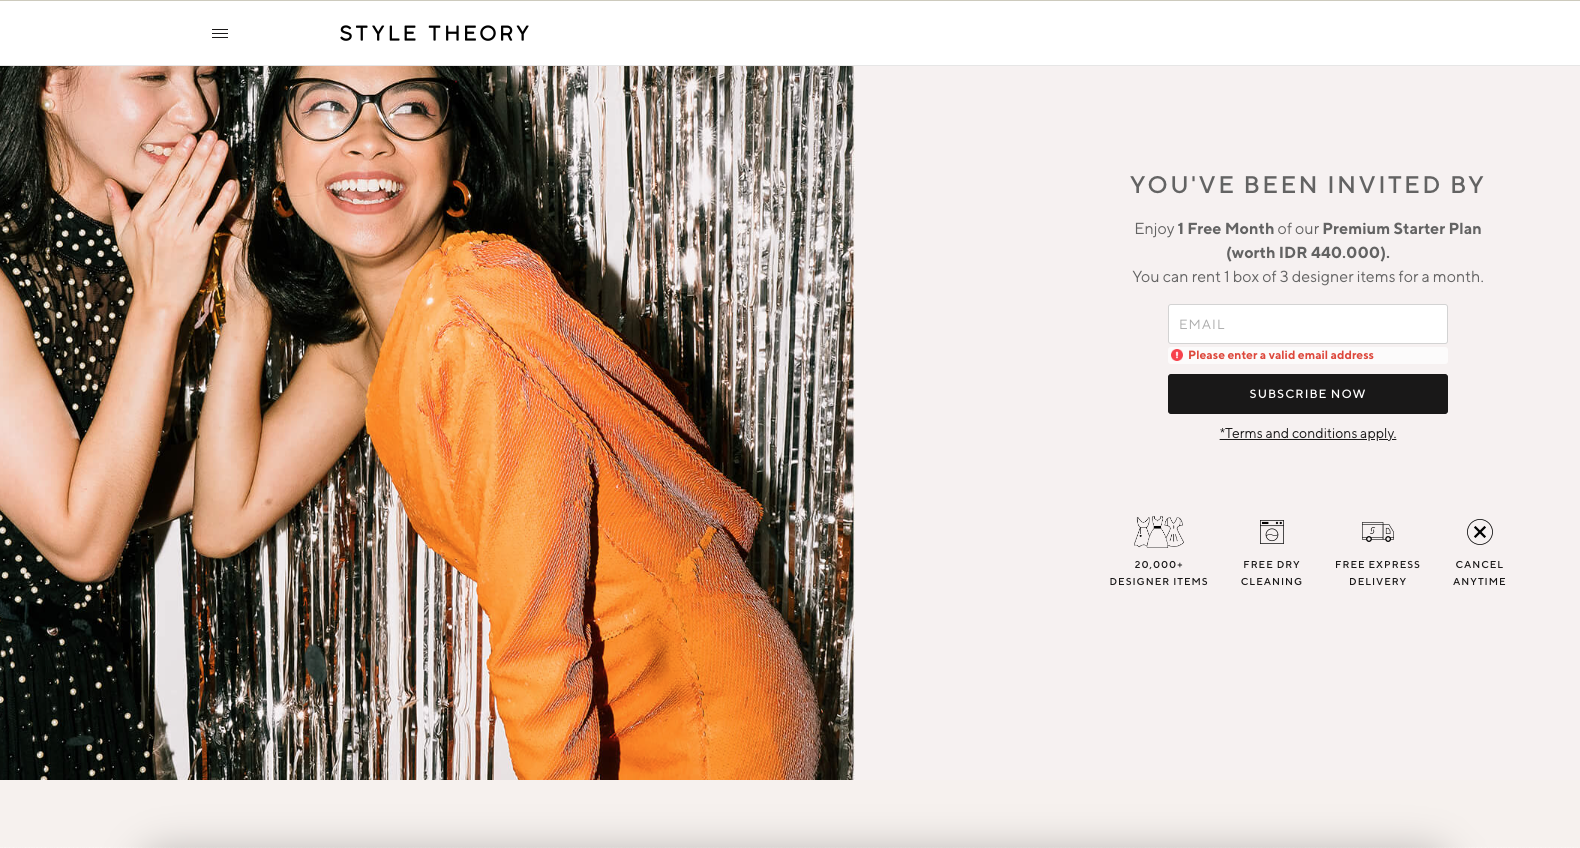 STYLE THEORY
YOU'VE BEEN INVITED BY
Enjoy 1 Free Month of our Premium Starter Plan
(worth IDR 440.000).
You can rent 1 box of 3 designer items for a month.
EMAIL
Please enter a valid email address
SUBSCRIBE NOW
*Terms and conditions apply.
20,000+
DESIGNER ITEMS
FREE DRY
CLEANING
FREE EXPRESS
DELIVERY
CANCEL
ANYTIME